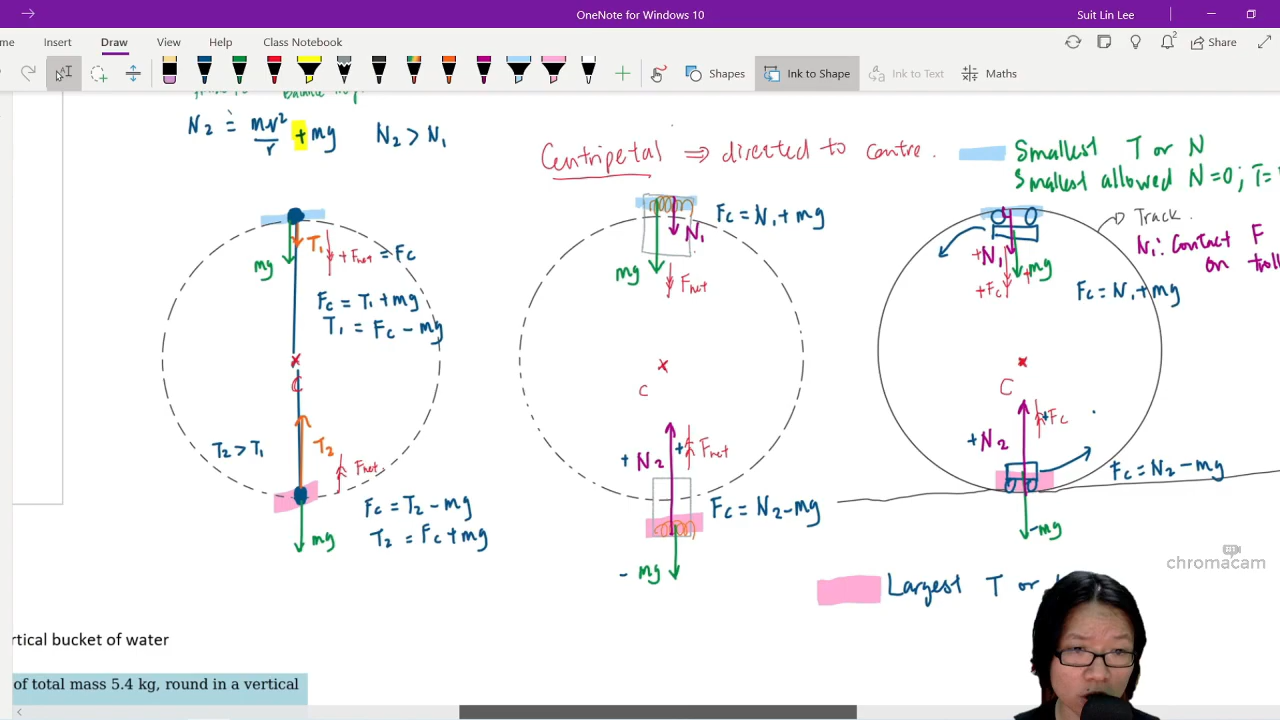 OneNote for Windows 10
Suit Lin Lee
me Insert Draw View Help Class Notebook
Share
Shapes
Ink to Shape
Ink to Text
Maths
N2 = mv²/r + mg N2 > N1
Centripetal ⇒ directed to centre.
Smallest T or N
Smallest allowed N = 0; T =
Track
N1: Contact F
on troll
T1
mg
+ Fnet = Fc
Fc = T1 + mg
T1 = Fc - mg
C
T2 > T1
T2
Fnet
Fc = T2 - mg
T2 = Fc + mg
mg
Fc = N1 + mg
N1
mg
Fnet
C
+ N2
+ Fnet
Fc = N2 - mg
- mg
+N1
+mg
+Fc
Fc = N1 + mg
C
+Fc
+N2
Fc = N2 - mg
-mg
Largest T or
chromacam
rtical bucket of water
of total mass 5.4 kg, round in a vertical